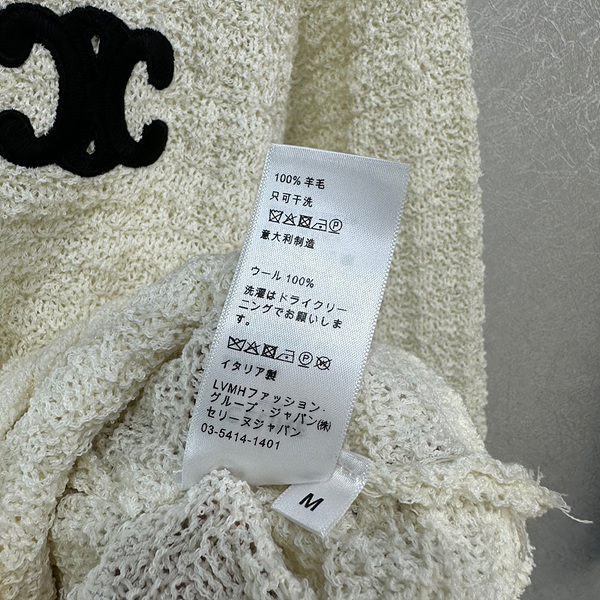 100% 羊毛
只可干洗
意大利制造
ウール 100%
洗濯はドライクリー
ニングでお願いしま
す。
イタリア製
LVMHファッション・
グループ・ジャパン(株)
セリーヌジャパン
03-5414-1401
M